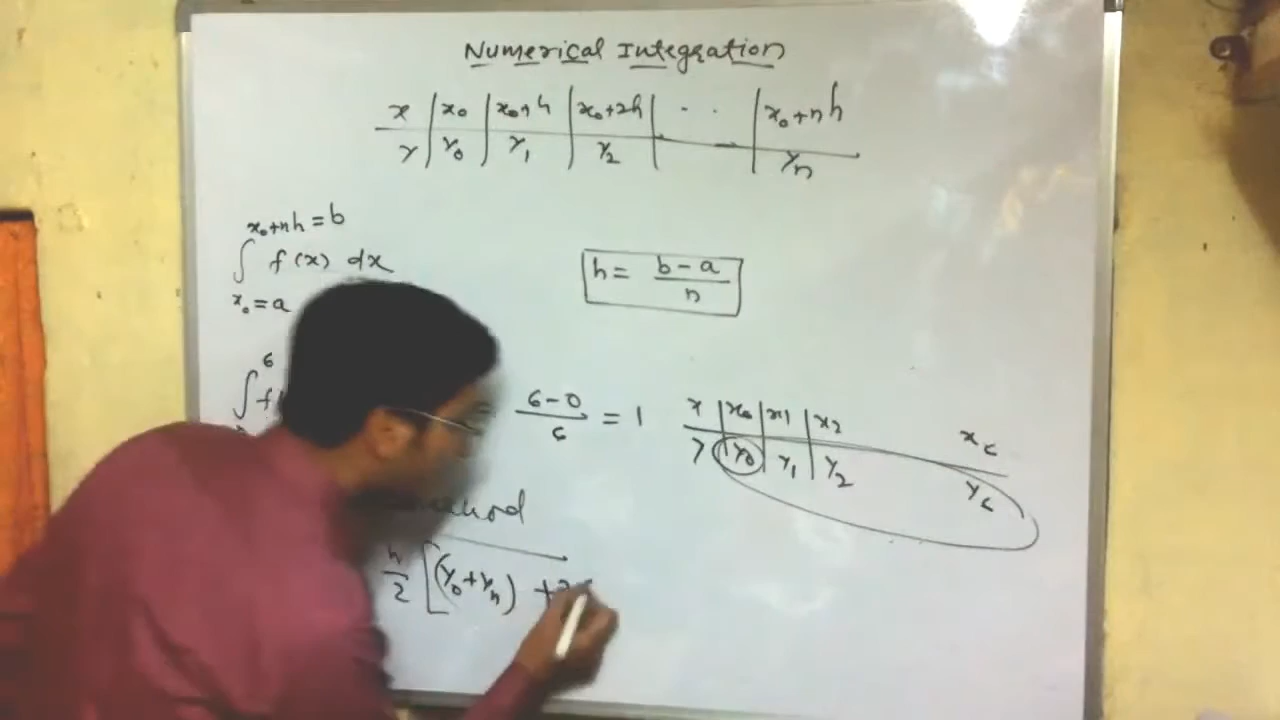 Numerical Integration
x | x₀ | x₀+h | x₀+2h | . . | x₀+nh
y | y₀ | y₁ | y₂ | | yₙ
x₀+nh = b
∫ f(x) dx
x₀ = a
h = (b-a)/n
6
∫ f(
(6-0)/6 = 1
x | x₀ | x1 | x₂ x₆
y | y₀ | y₁ | y₂ y₆
h/2 [(y₀+yₙ) +2